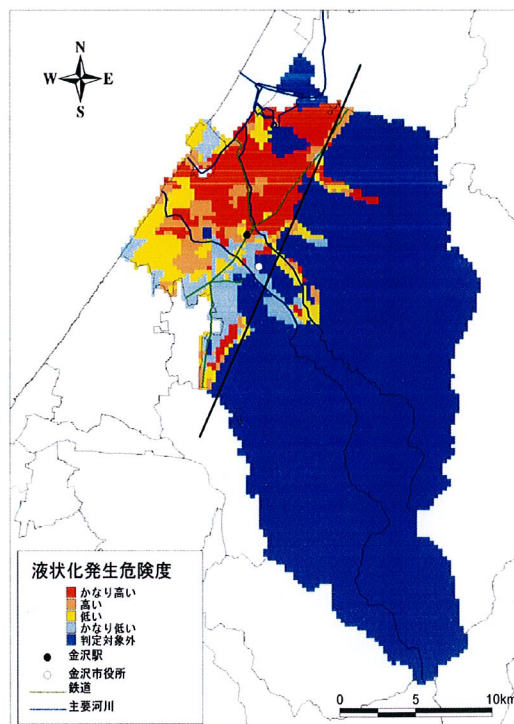 N
W E
S
液状化発生危険度
かなり高い
高い
低い
かなり低い
判定対象外
金沢駅
金沢市役所
鉄道
主要河川
0 5 10km